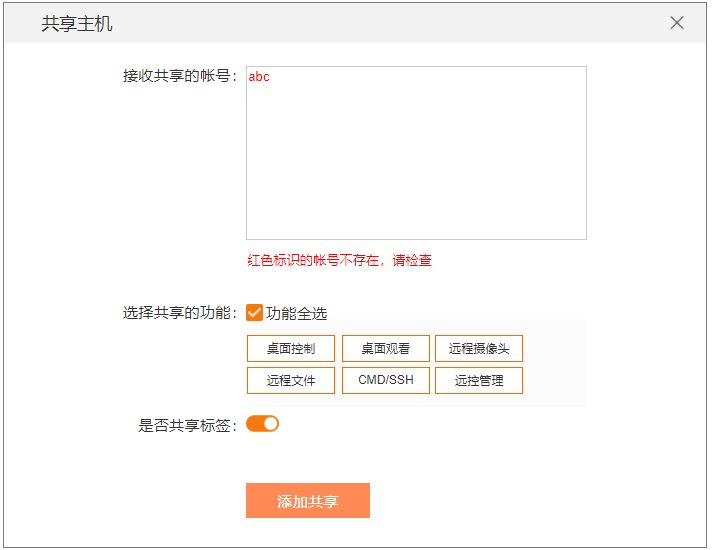 共享主机
接收共享的帐号: abc
红色标识的帐号不存在，请检查
选择共享的功能: 功能全选
桌面控制 桌面观看 远程摄像头
远程文件 CMD/SSH 远控管理
是否共享标签:
添加共享